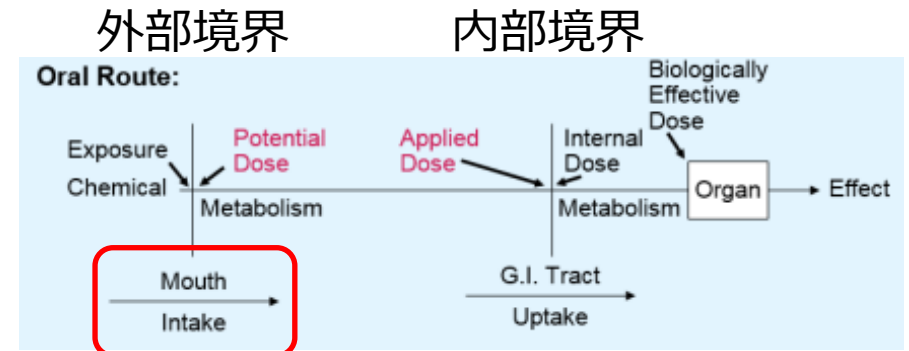 外部境界
内部境界
Oral Route:
Exposure
Chemical
Potential
Dose
Metabolism
Applied
Dose
Internal
Dose
Metabolism
Biologically
Effective
Dose
Organ
Effect
Mouth
Intake
G.I. Tract
Uptake